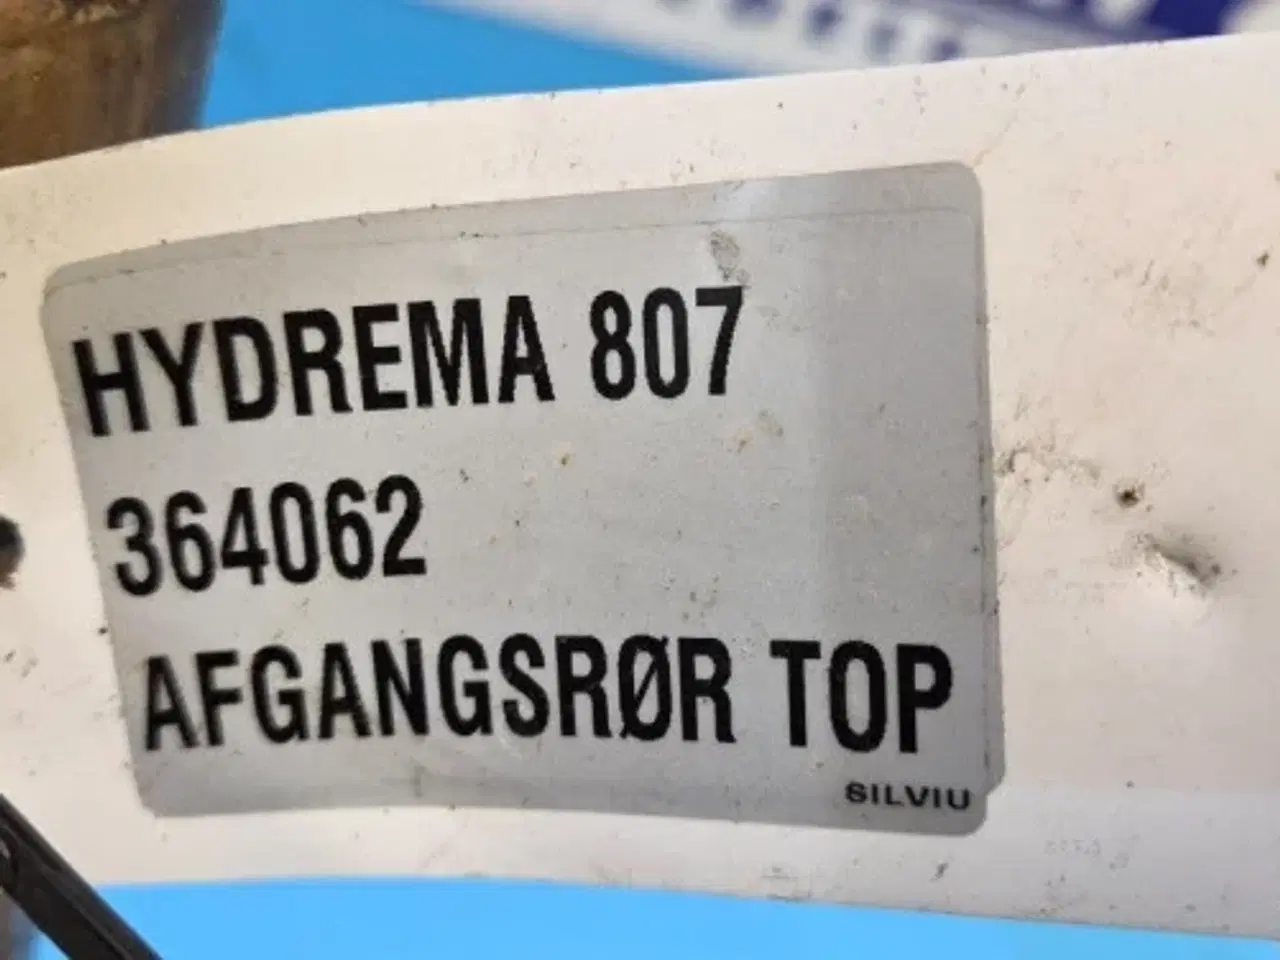 HYDREMA 807
364062
AFGANGSRØR TOP
SILVIU